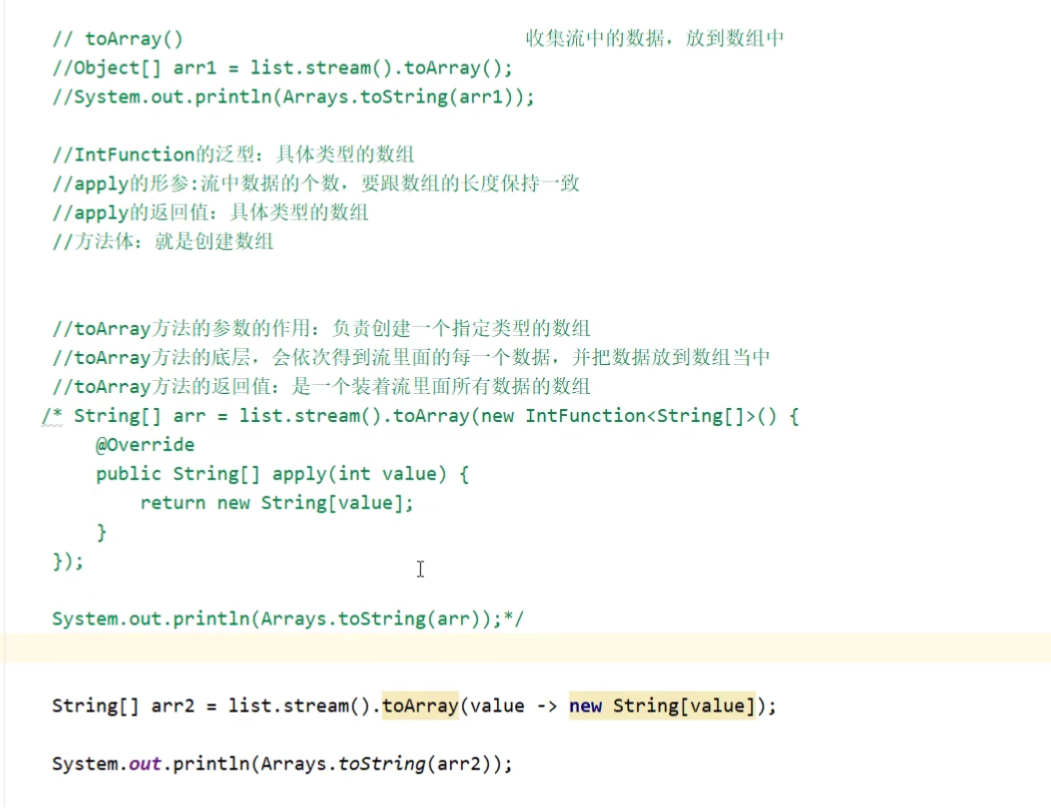 // toArray() 收集流中的数据，放到数组中
//Object[] arr1 = list.stream().toArray();
//System.out.println(Arrays.toString(arr1));
//IntFunction的泛型：具体类型的数组
//apply的形参:流中数据的个数，要跟数组的长度保持一致
//apply的返回值：具体类型的数组
//方法体：就是创建数组
//toArray方法的参数的作用：负责创建一个指定类型的数组
//toArray方法的底层，会依次得到流里面的每一个数据，并把数据放到数组当中
//toArray方法的返回值：是一个装着流里面所有数据的数组
/* String[] arr = list.stream().toArray(new IntFunction<String[]>() {
@Override
public String[] apply(int value) {
return new String[value];
}
});
System.out.println(Arrays.toString(arr));*/
String[] arr2 = list.stream().toArray(value -> new String[value]);
System.out.println(Arrays.toString(arr2));